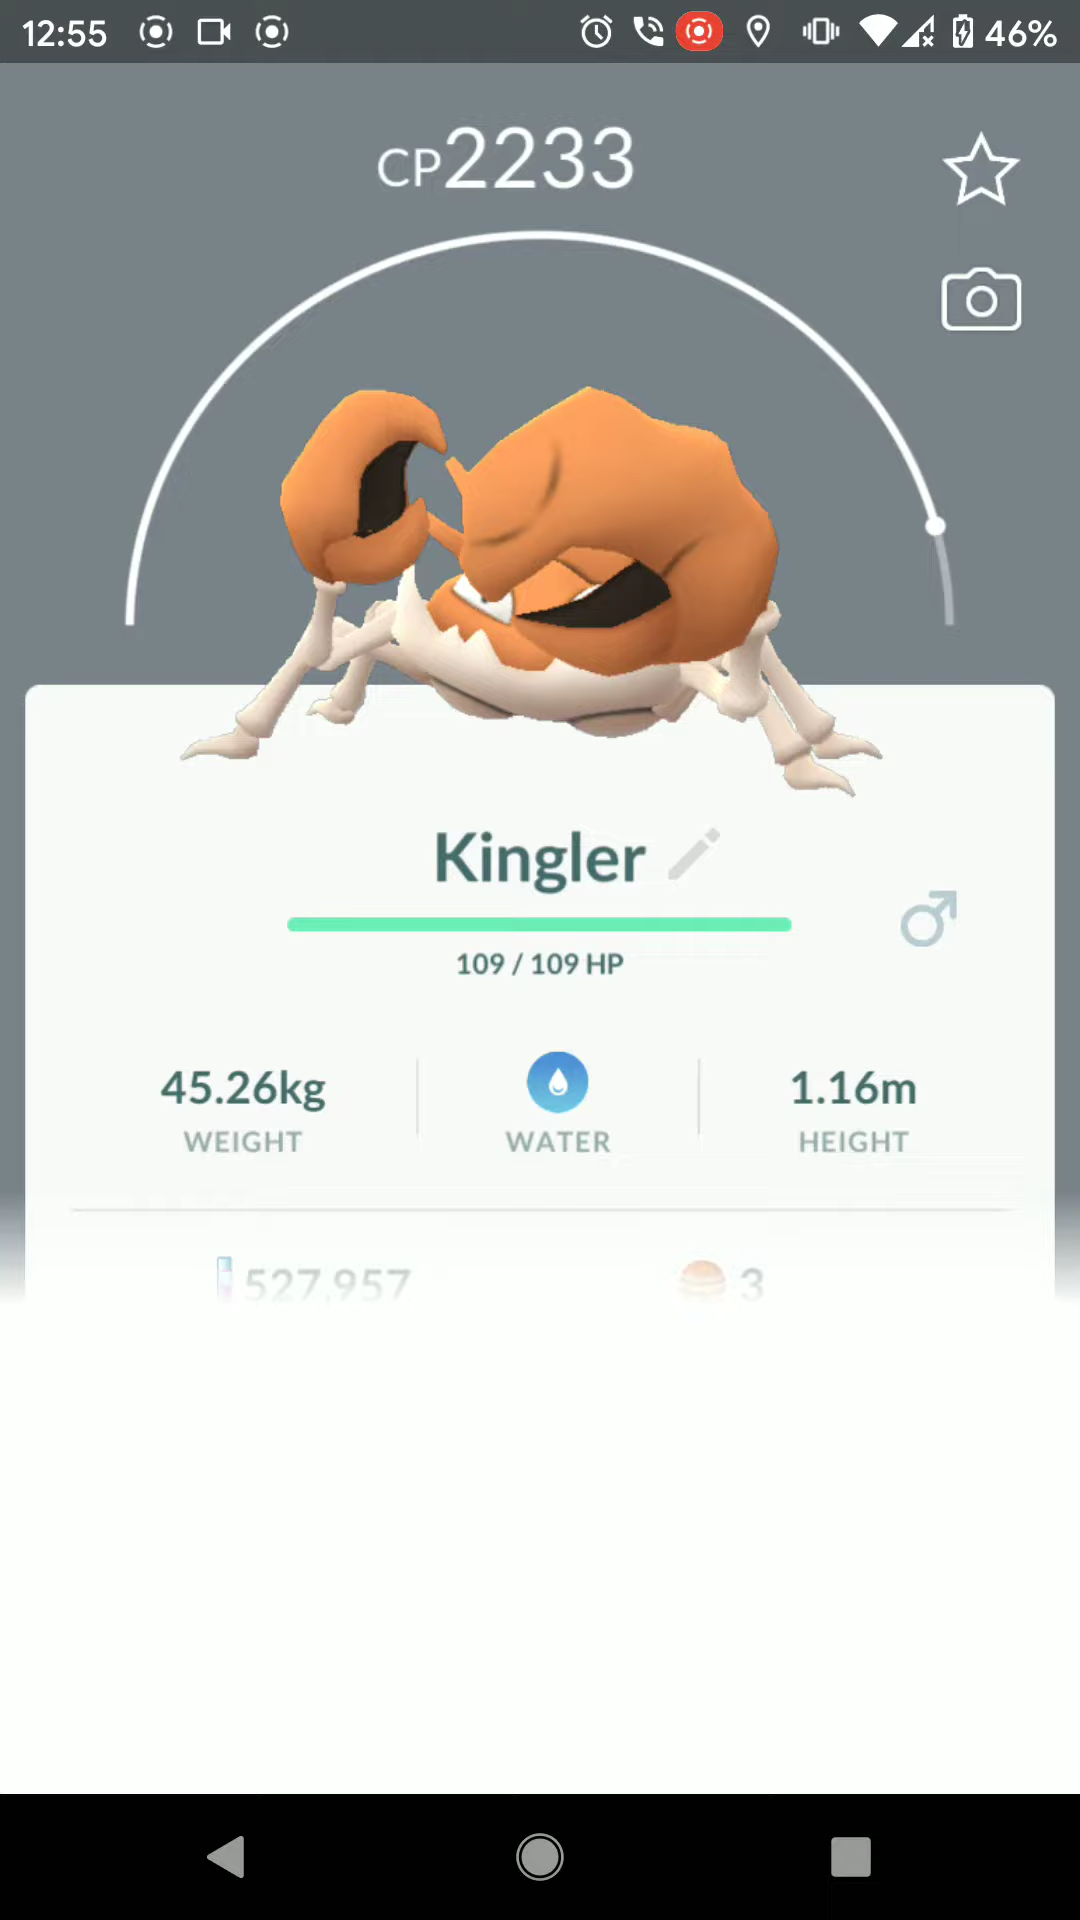 12:55 46%
CP2233
Kingler
109 / 109 HP
45.26kg WATER 1.16m
WEIGHT HEIGHT
527,957 3